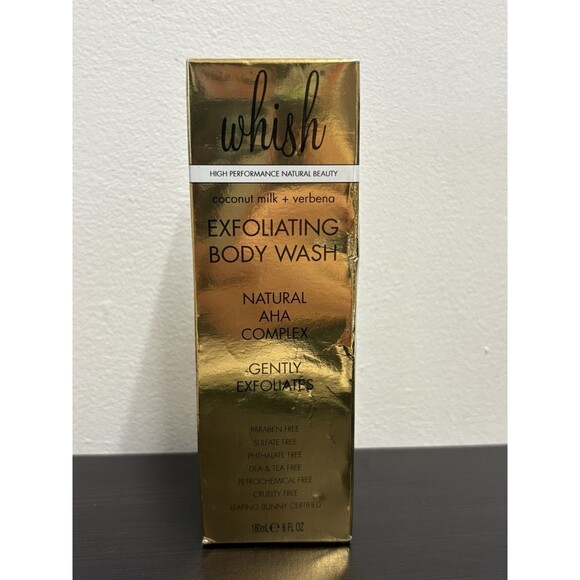 whish®
HIGH PERFORMANCE NATURAL BEAUTY
coconut milk + verbena
EXFOLIATING
BODY WASH
NATURAL
AHA
COMPLEX
GENTLY
EXFOLIATES
PARABEN FREE
SULFATE FREE
PHTHALATE FREE
DEA & TEA FREE
PETROCHEMICAL FREE
CRUELTY FREE
LEAPING BUNNY CERTIFIED
180mL ℮ 6 FL OZ